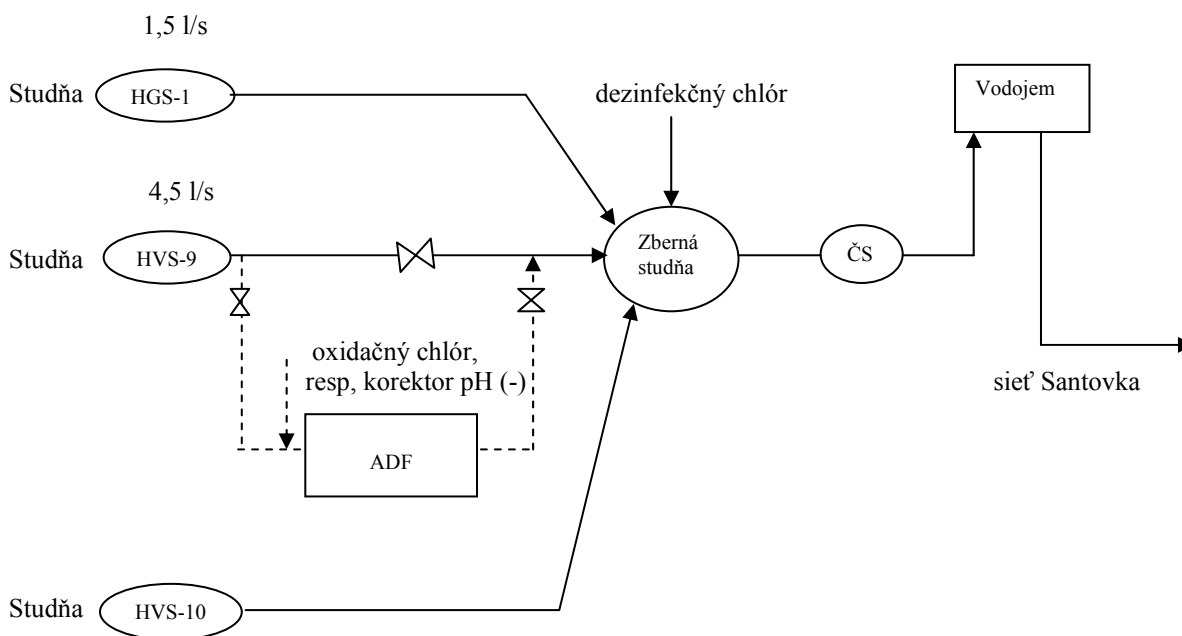 1,5 l/s
Studňa
HGS-1
dezinfekčný chlór
Vodojem
4,5 l/s
Studňa
HVS-9
Zberná
studňa
ČS
oxidačný chlór,
resp, korektor pH (-)
sieť Santovka
ADF
Studňa
HVS-10